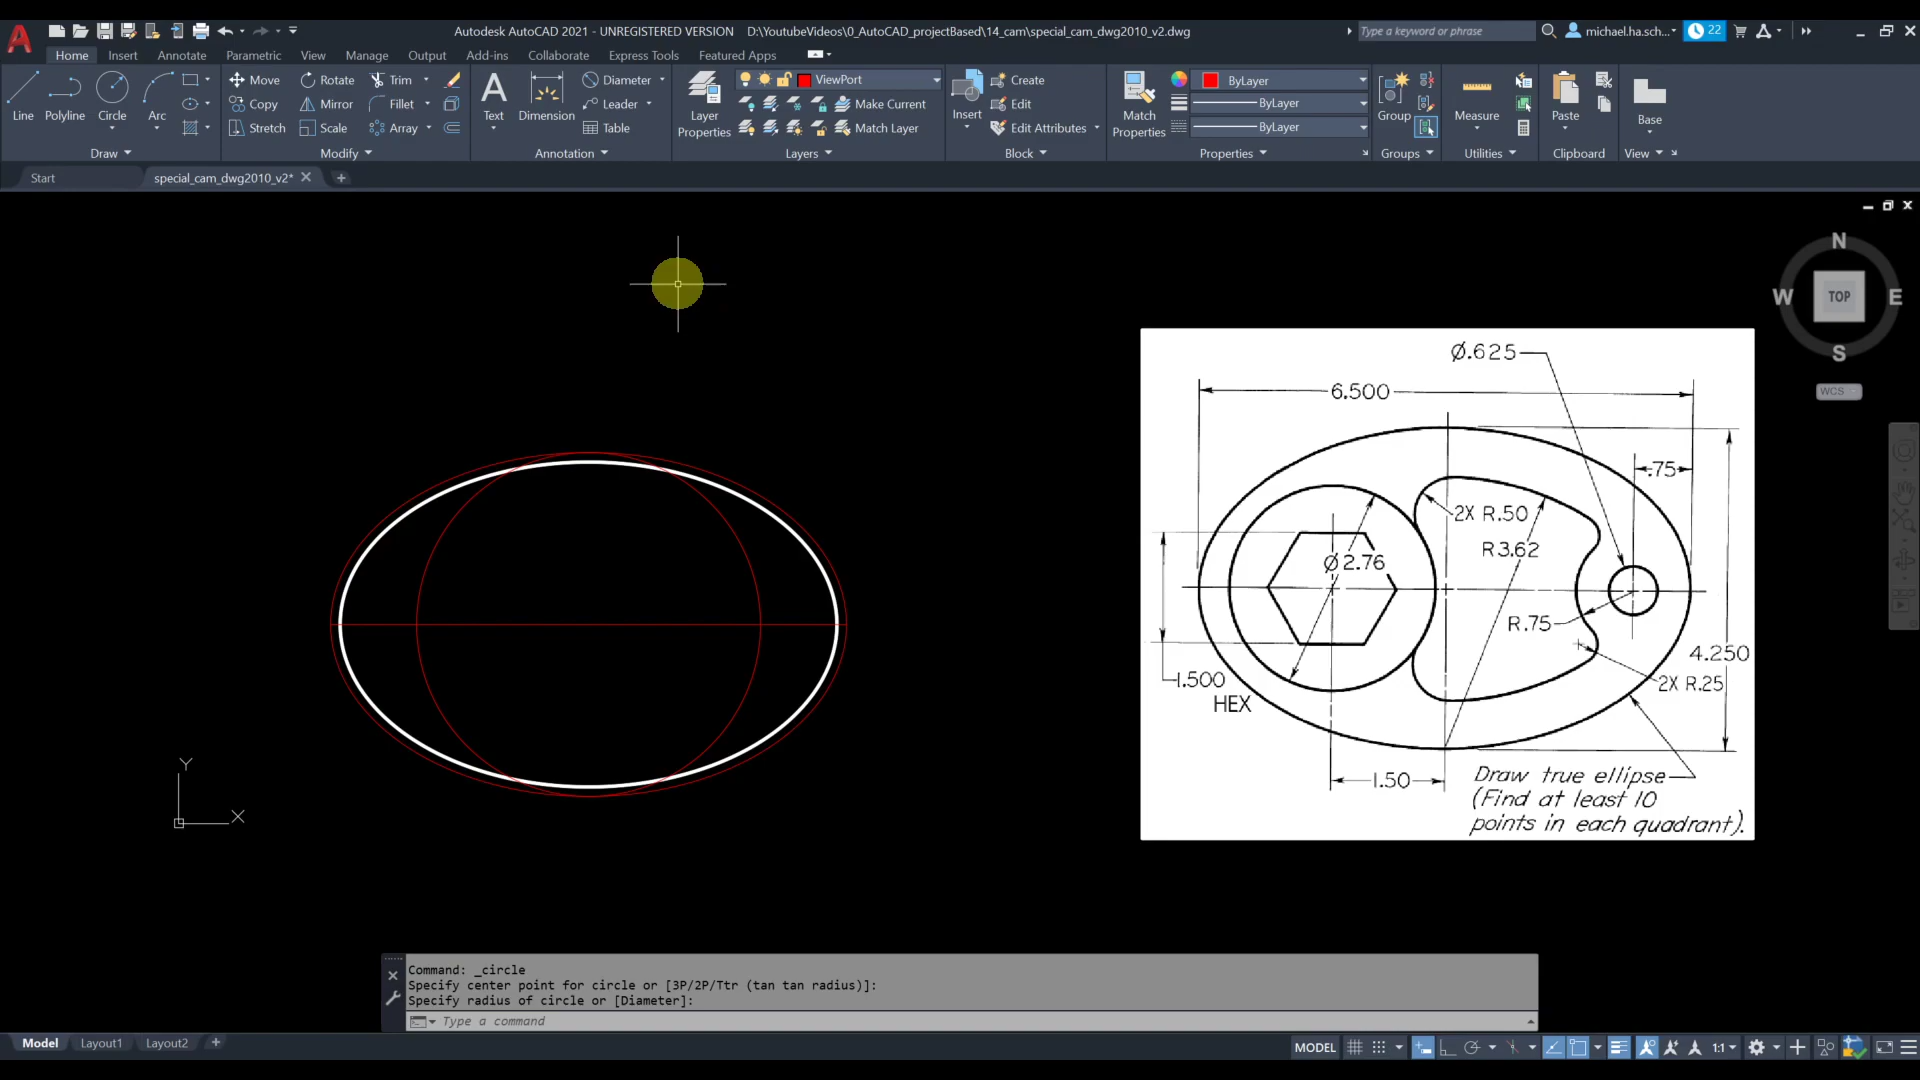 Autodesk AutoCAD 2021 - UNREGISTERED VERSION D:\YoutubeVideos\0_AutoCAD_projectBased\14_cam\special_cam_dwg2010_v2.dwg
Type a keyword or phrase
michael.ha.sch...
22
Home Insert Annotate Parametric View Manage Output Add-ins Collaborate Express Tools Featured Apps
Line Polyline Circle Arc
Draw
Move Rotate Trim
Copy Mirror Fillet
Stretch Scale Array
Modify
Text Dimension
Diameter
Leader
Table
Annotation
Layer Properties
ViewPort
Make Current
Match Layer
Layers
Insert
Create
Edit
Edit Attributes
Block
Match Properties
ByLayer
ByLayer
ByLayer
Properties
Group
Groups
Measure
Utilities
Paste
Clipboard
Base
View
Start special_cam_dwg2010_v2*
N
W TOP E
S
WCS
Ø.625
6.500
.75
2X R.50
R3.62
Ø 2.76
R.75
4.250
1.500
HEX
2X R.25
1.50
Draw true ellipse
(Find at least 10
points in each quadrant).
Y
X
Command: _circle
Specify center point for circle or [3P/2P/Ttr (tan tan radius)]:
Specify radius of circle or [Diameter]:
Type a command
Model Layout1 Layout2
MODEL
1:1